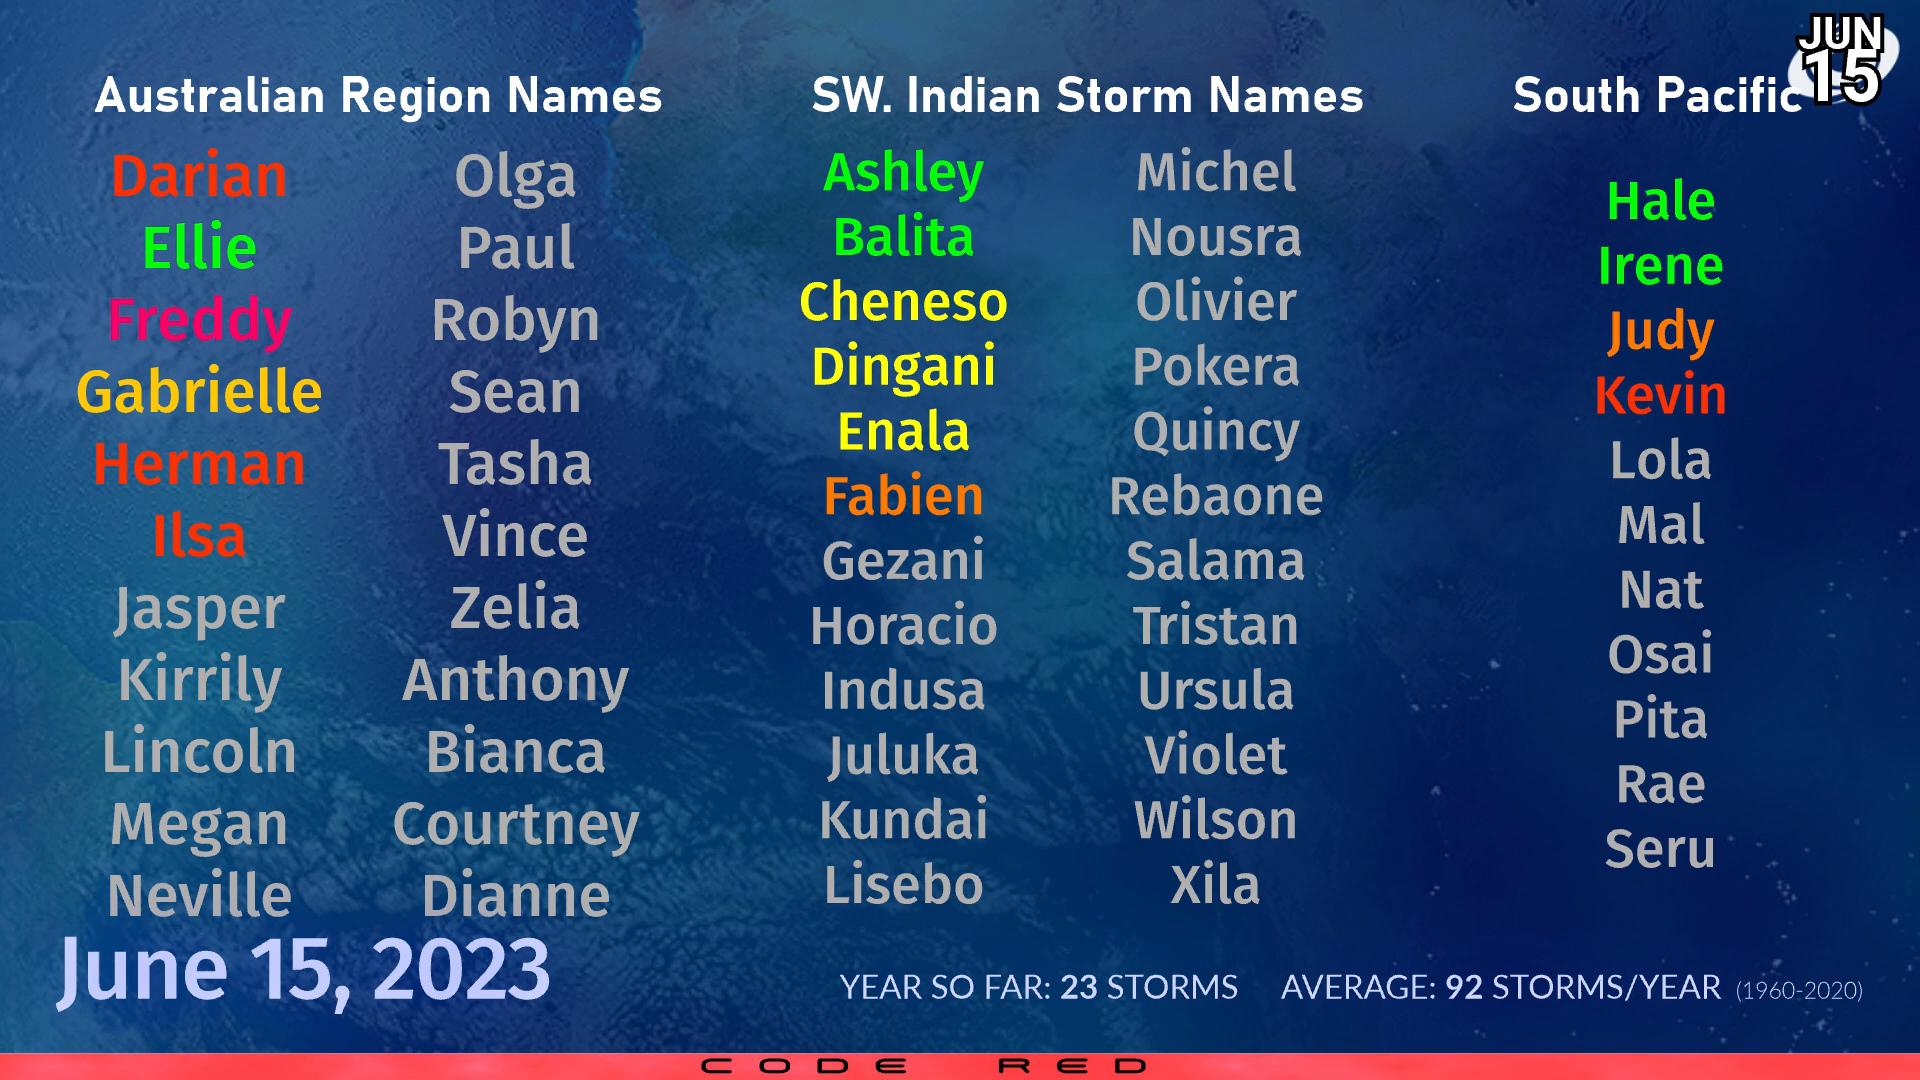 JUN
15
Australian Region Names
Darian
Ellie
Freddy
Gabrielle
Herman
Ilsa
Jasper
Kirrily
Lincoln
Megan
Neville
Olga
Paul
Robyn
Sean
Tasha
Vince
Zelia
Anthony
Bianca
Courtney
Dianne
SW. Indian Storm Names
Ashley
Balita
Cheneso
Dingani
Enala
Fabien
Gezani
Horacio
Indusa
Juluka
Kundai
Lisebo
Michel
Nousra
Olivier
Pokera
Quincy
Rebaone
Salama
Tristan
Ursula
Violet
Wilson
Xila
South Pacific
Hale
Irene
Judy
Kevin
Lola
Mal
Nat
Osai
Pita
Rae
Seru
June 15, 2023
YEAR SO FAR: 23 STORMS AVERAGE: 92 STORMS/YEAR (1960-2020)
CODE RED